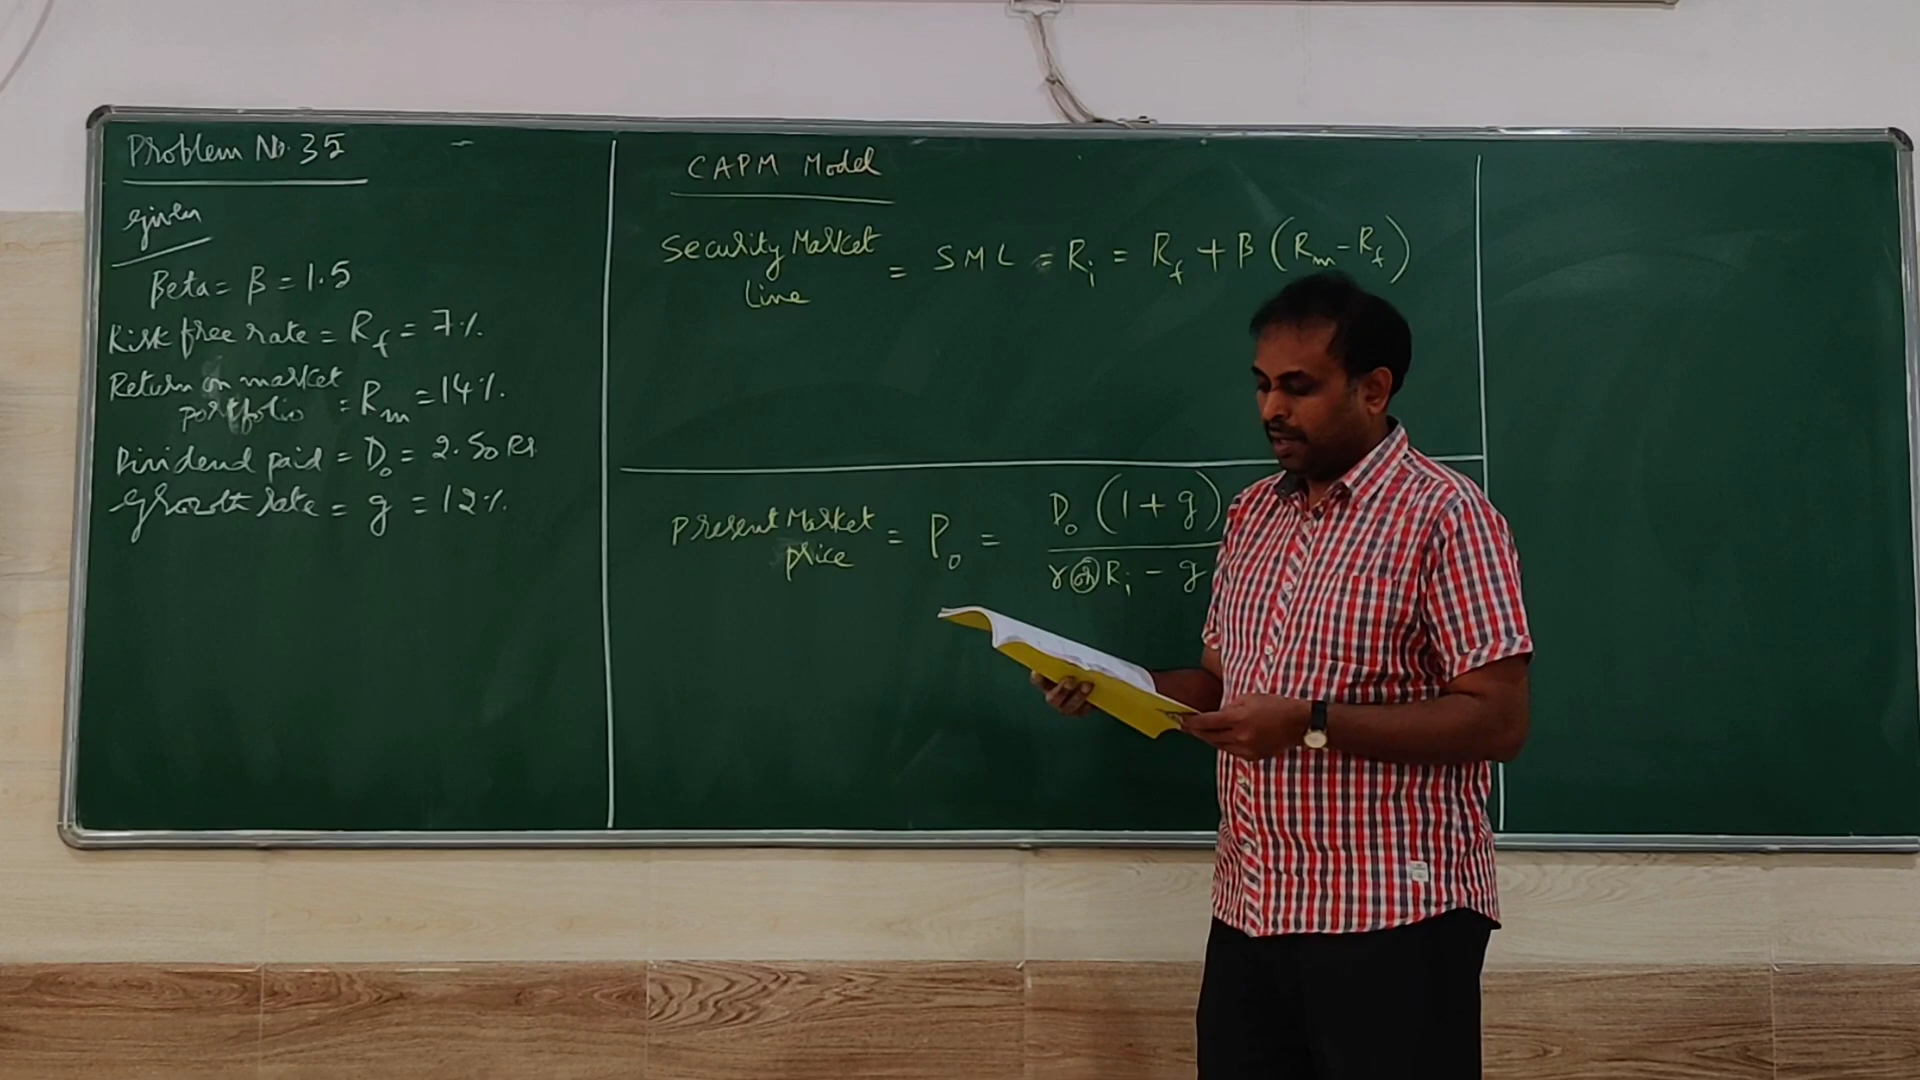 Problem No. 35
given
Beta = β = 1.5
Risk free rate = Rf = 7%
Return on market
portfolio = Rm = 14%.
Dividend paid = D₀ = 2.50 Rs
Growth rate = g = 12%.
CAPM Model
Security Market
Line = SML = Ri = Rf + β (Rm - Rf)
Present Market
price = P₀ = D₀ (1 + g)
r or Ri - g